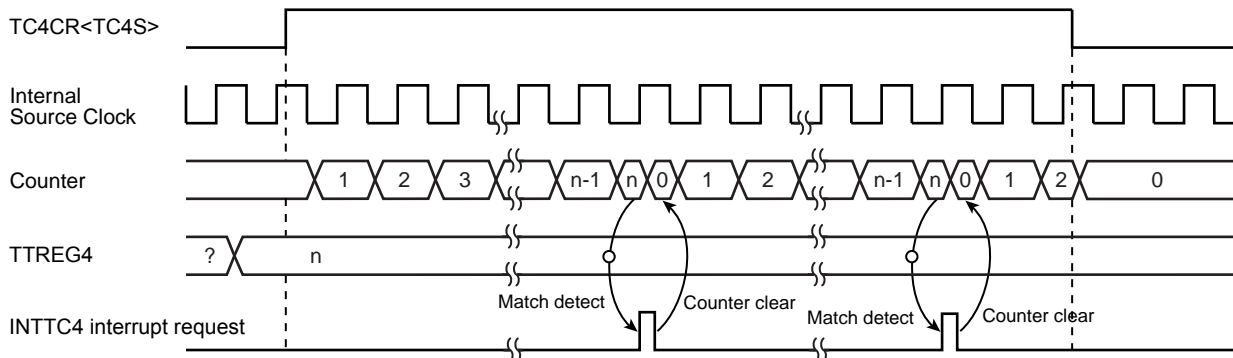 TC4CR<TC4S>
Internal
Source Clock
Counter
1 2 3 n-1 n 0 1 2 n-1 n 0 1 2 0
TTREG4
? n
Match detect Counter clear Match detect Counter clear
INTTC4 interrupt request